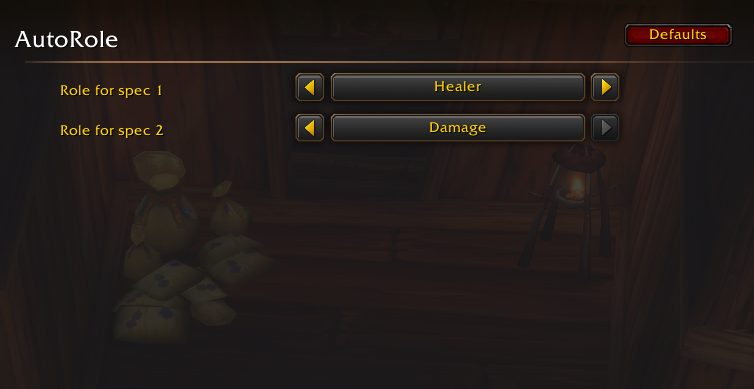 AutoRole
Defaults
Role for spec 1
Healer
Role for spec 2
Damage